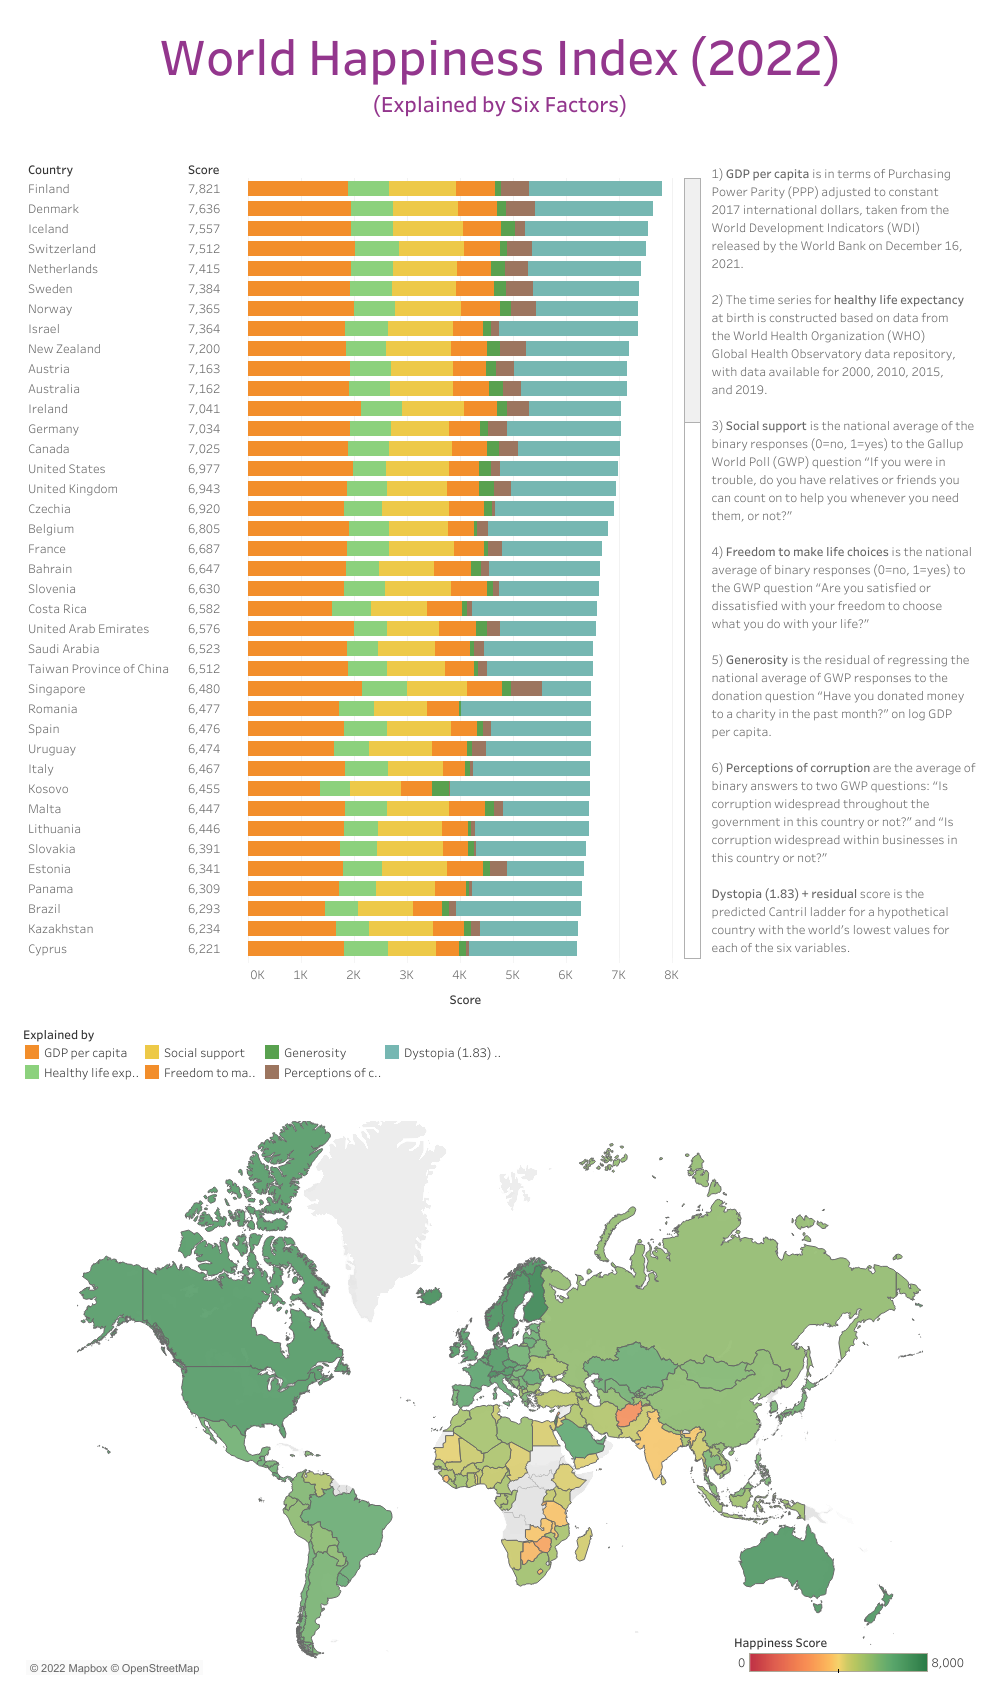 World Happiness Index (2022)
(Explained by Six Factors)
Country Score
Finland 7,821
Denmark 7,636
Iceland 7,557
Switzerland 7,512
Netherlands 7,415
Sweden 7,384
Norway 7,365
Israel 7,364
New Zealand 7,200
Austria 7,163
Australia 7,162
Ireland 7,041
Germany 7,034
Canada 7,025
United States 6,977
United Kingdom 6,943
Czechia 6,920
Belgium 6,805
France 6,687
Bahrain 6,647
Slovenia 6,630
Costa Rica 6,582
United Arab Emirates 6,576
Saudi Arabia 6,523
Taiwan Province of China 6,512
Singapore 6,480
Romania 6,477
Spain 6,476
Uruguay 6,474
Italy 6,467
Kosovo 6,455
Malta 6,447
Lithuania 6,446
Slovakia 6,391
Estonia 6,341
Panama 6,309
Brazil 6,293
Kazakhstan 6,234
Cyprus 6,221
0K 1K 2K 3K 4K 5K 6K 7K 8K
Score
1) GDP per capita is in terms of Purchasing
Power Parity (PPP) adjusted to constant
2017 international dollars, taken from the
World Development Indicators (WDI)
released by the World Bank on December 16,
2021.
2) The time series for healthy life expectancy
at birth is constructed based on data from
the World Health Organization (WHO)
Global Health Observatory data repository,
with data available for 2000, 2010, 2015,
and 2019.
3) Social support is the national average of the
binary responses (0=no, 1=yes) to the Gallup
World Poll (GWP) question “If you were in
trouble, do you have relatives or friends you
can count on to help you whenever you need
them, or not?”
4) Freedom to make life choices is the national
average of binary responses (0=no, 1=yes) to
the GWP question “Are you satisfied or
dissatisfied with your freedom to choose
what you do with your life?”
5) Generosity is the residual of regressing the
national average of GWP responses to the
donation question “Have you donated money
to a charity in the past month?” on log GDP
per capita.
6) Perceptions of corruption are the average of
binary answers to two GWP questions: “Is
corruption widespread throughout the
government in this country or not?” and “Is
corruption widespread within businesses in
this country or not?”
Dystopia (1.83) + residual score is the
predicted Cantril ladder for a hypothetical
country with the world’s lowest values for
each of the six variables.
Explained by
GDP per capita Social support Generosity Dystopia (1.83) ..
Healthy life exp.. Freedom to ma.. Perceptions of c..
Happiness Score
0 8,000
© 2022 Mapbox © OpenStreetMap